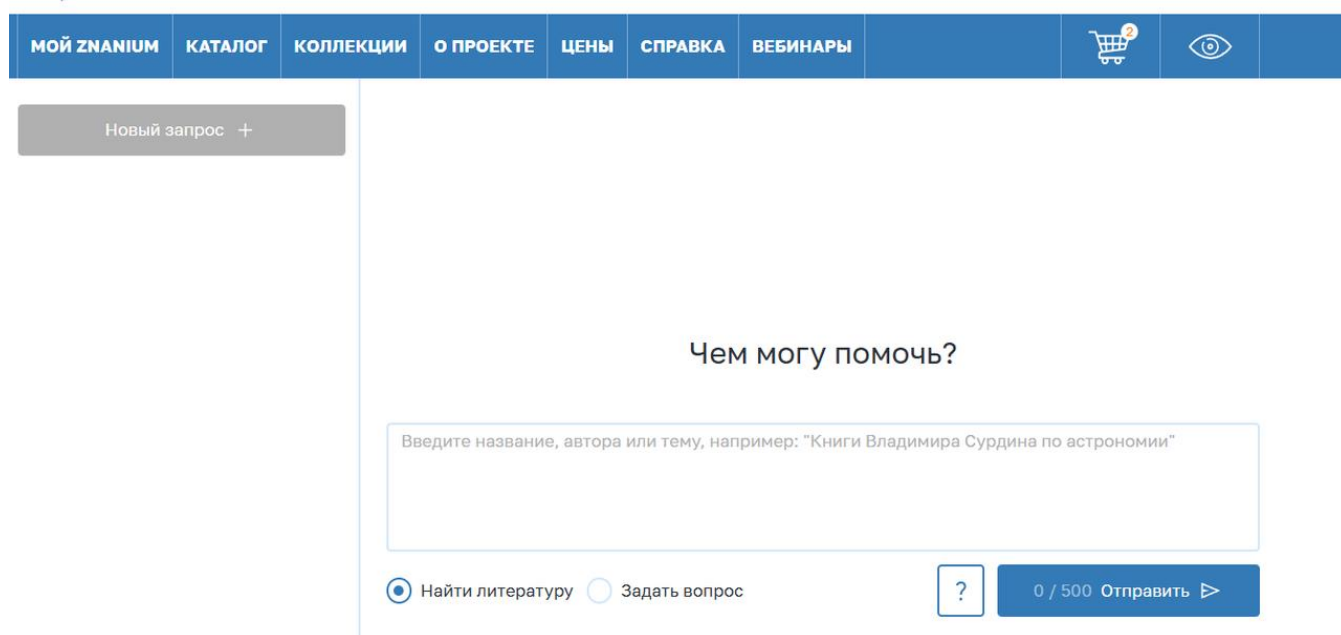 МОЙ ZNANIUM КАТАЛОГ КОЛЛЕКЦИИ О ПРОЕКТЕ ЦЕНЫ СПРАВКА ВЕБИНАРЫ 2
Новый запрос +
Чем могу помочь?
Введите название, автора или тему, например: "Книги Владимира Сурдина по астрономии"
Найти литературу Задать вопрос ? 0 / 500 Отправить